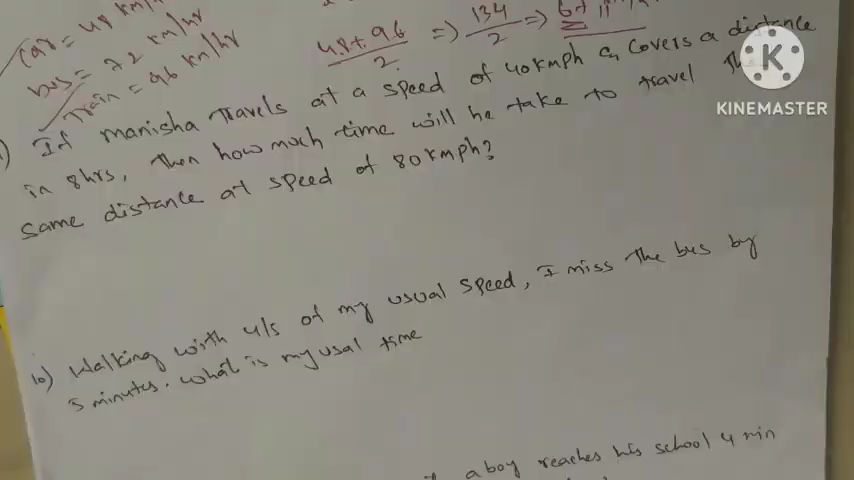 Car = 48 km/hr
bus = 72 km/hr
Train = 96 km/hr
48+96/2 => 134/2 =>
If manisha travels at a speed of 40kmph & covers a distance
in 8hrs, Then how much time will he take to travel The
same distance at speed of 80kmph?
10) Walking with 4/5 of my usual speed, I miss The bus by
5 minutes. what is my usal time
a boy reaches his school 4 min
K
KINEMASTER